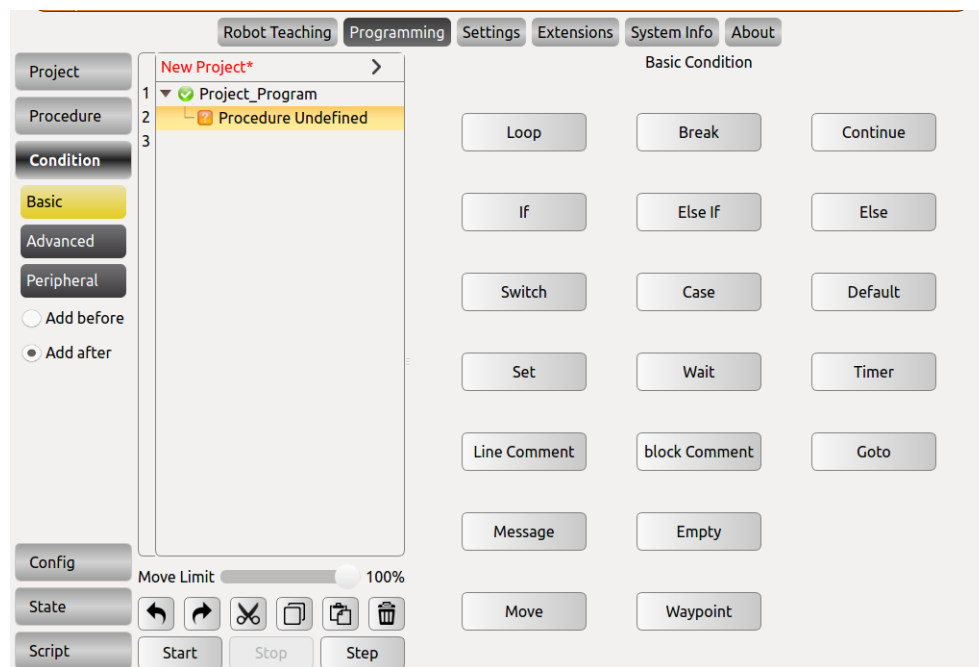 Robot Teaching Programming Settings Extensions System Info About
Project
Procedure
Condition
Basic
Advanced
Peripheral
Add before
Add after
Config
State
Script
New Project*
1 Project_Program
2 ? Procedure Undefined
3
Move Limit 100%
Start Stop Step
Basic Condition
Loop Break Continue
If Else If Else
Switch Case Default
Set Wait Timer
Line Comment block Comment Goto
Message Empty
Move Waypoint